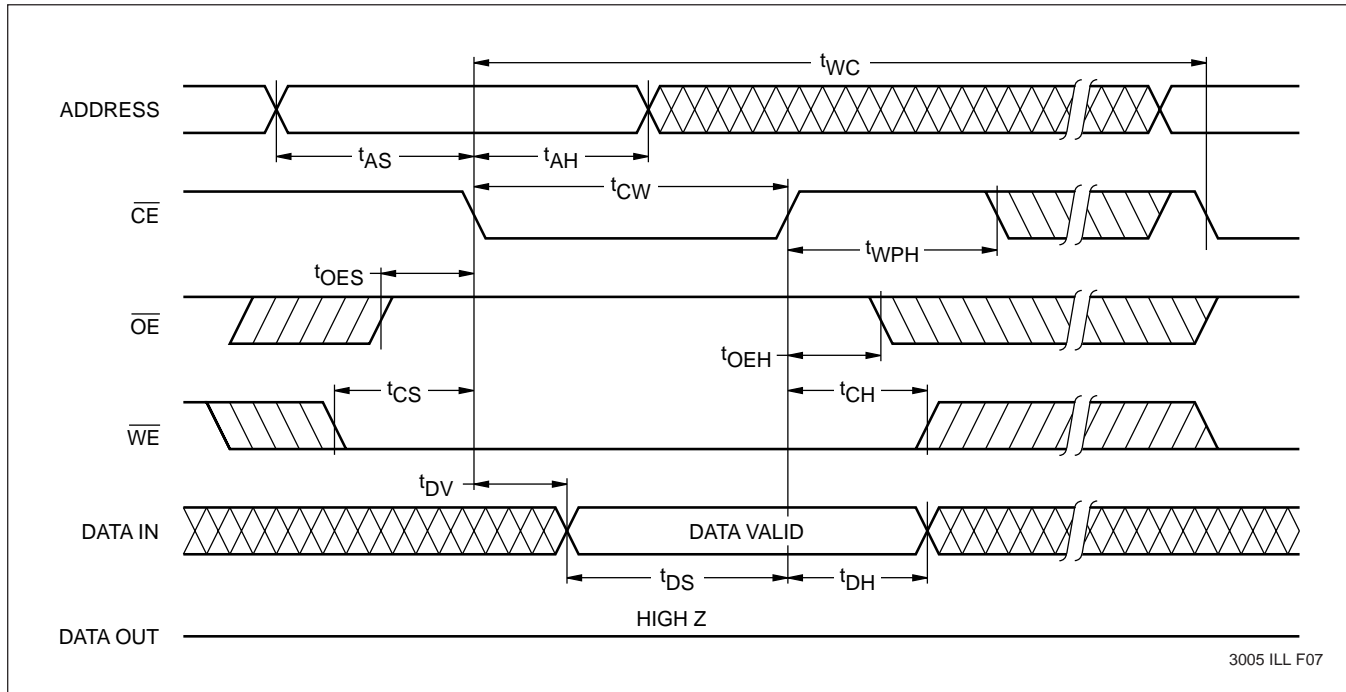 tWC
ADDRESS
tAS
tAH
tCW
CE
tWPH
tOES
OE
tOEH
tCS
tCH
WE
tDV
DATA IN
DATA VALID
tDS
tDH
HIGH Z
DATA OUT
3005 ILL F07